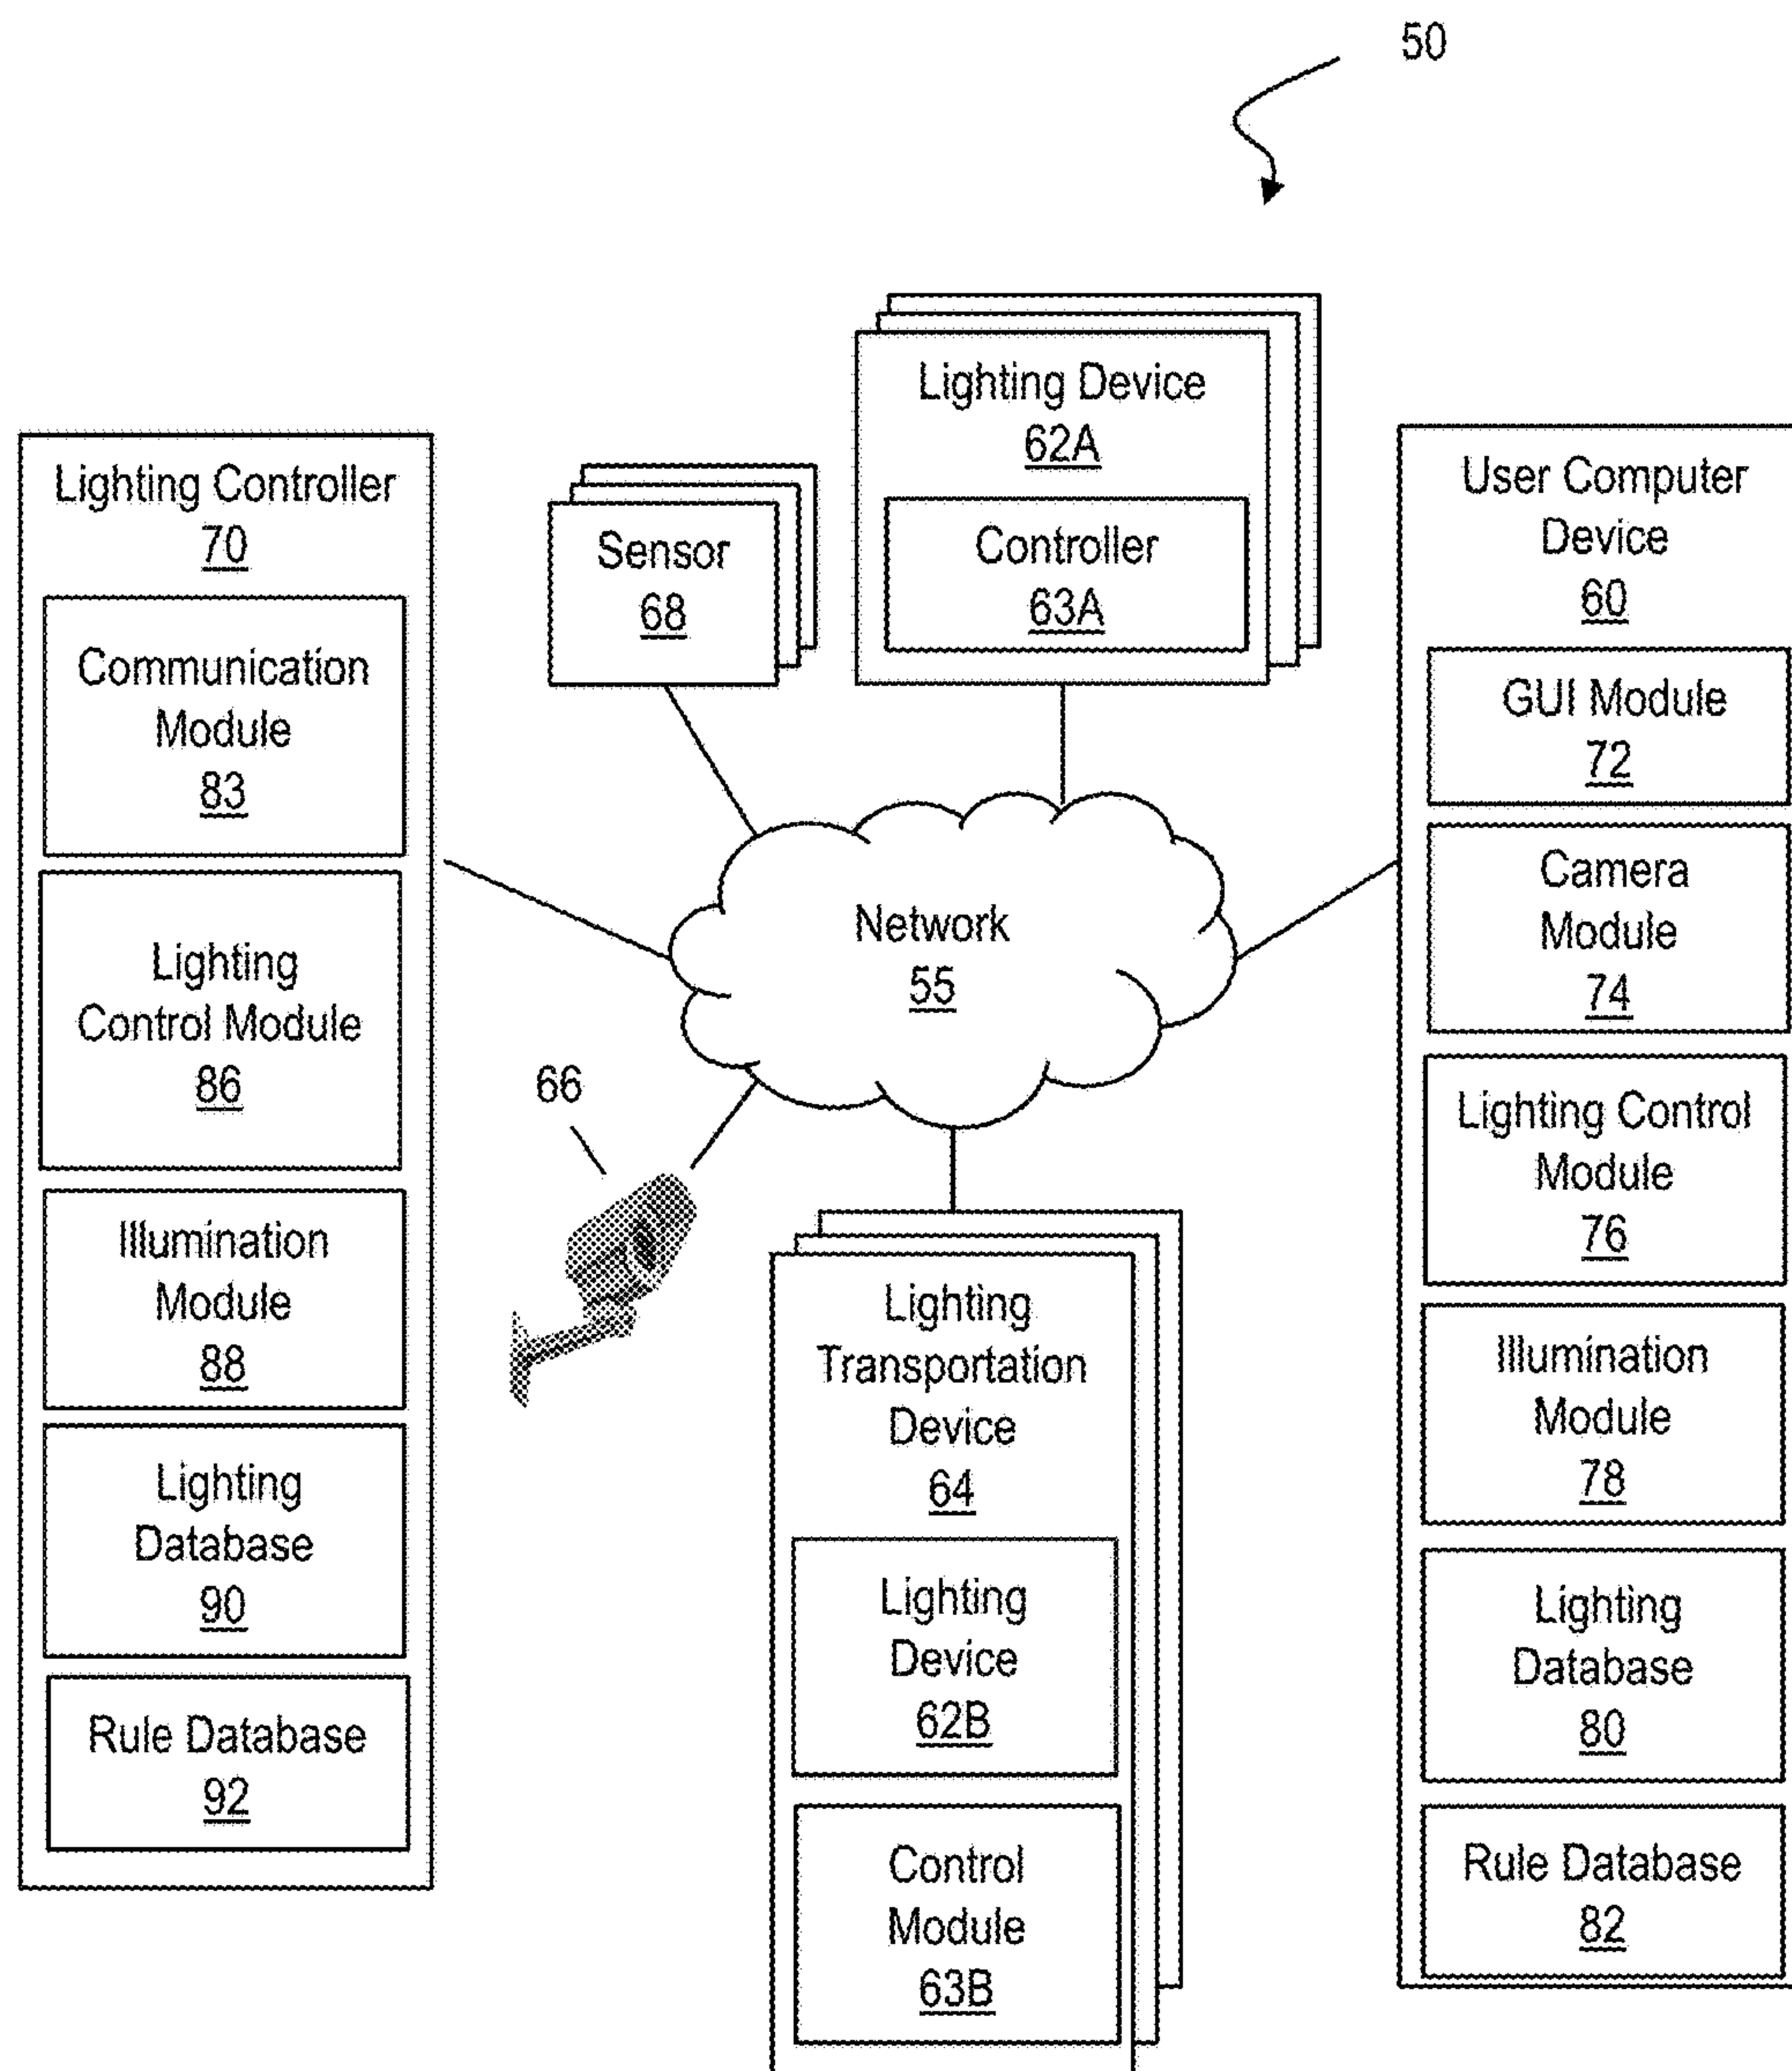 50
Lighting Controller
70
Communication
Module
83
Lighting
Control Module
86
Illumination
Module
88
Lighting
Database
90
Rule Database
92
Sensor
68
Lighting Device
62A
Controller
63A
Network
55
66
Lighting
Transportation
Device
64
Lighting
Device
62B
Control
Module
63B
User Computer
Device
60
GUI Module
72
Camera
Module
74
Lighting Control
Module
76
Illumination
Module
78
Lighting
Database
80
Rule Database
82